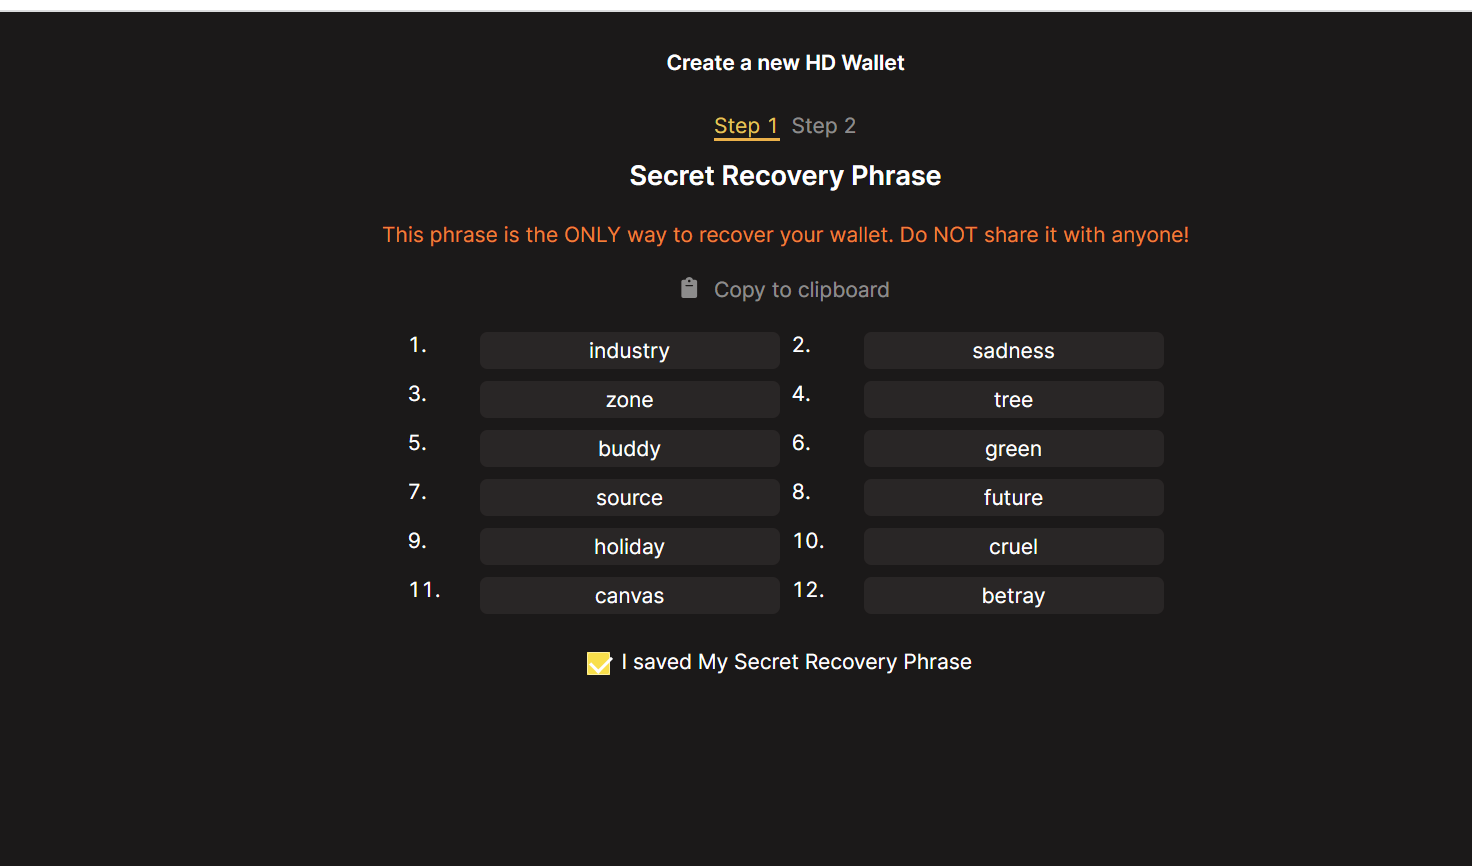 Create a new HD Wallet
Step 1 Step 2
Secret Recovery Phrase
This phrase is the ONLY way to recover your wallet. Do NOT share it with anyone!
Copy to clipboard
1. industry 2. sadness
3. zone 4. tree
5. buddy 6. green
7. source 8. future
9. holiday 10. cruel
11. canvas 12. betray
I saved My Secret Recovery Phrase